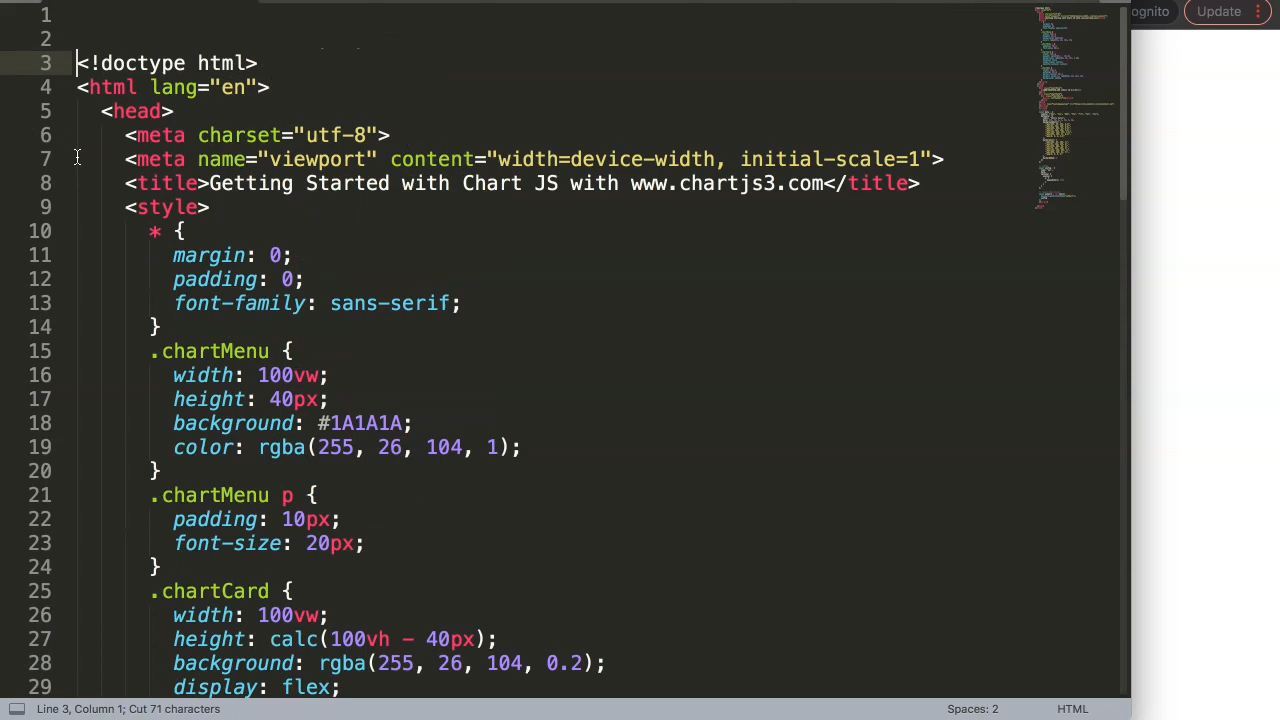 1
2
3 <!doctype html>
4 <html lang="en">
5 <head>
6 <meta charset="utf-8">
7 <meta name="viewport" content="width=device-width, initial-scale=1">
8 <title>Getting Started with Chart JS with www.chartjs3.com</title>
9 <style>
10 * {
11 margin: 0;
12 padding: 0;
13 font-family: sans-serif;
14 }
15 .chartMenu {
16 width: 100vw;
17 height: 40px;
18 background: #1A1A1A;
19 color: rgba(255, 26, 104, 1);
20 }
21 .chartMenu p {
22 padding: 10px;
23 font-size: 20px;
24 }
25 .chartCard {
26 width: 100vw;
27 height: calc(100vh - 40px);
28 background: rgba(255, 26, 104, 0.2);
29 display: flex;
ognito Update
Line 3, Column 1; Cut 71 characters Spaces: 2 HTML